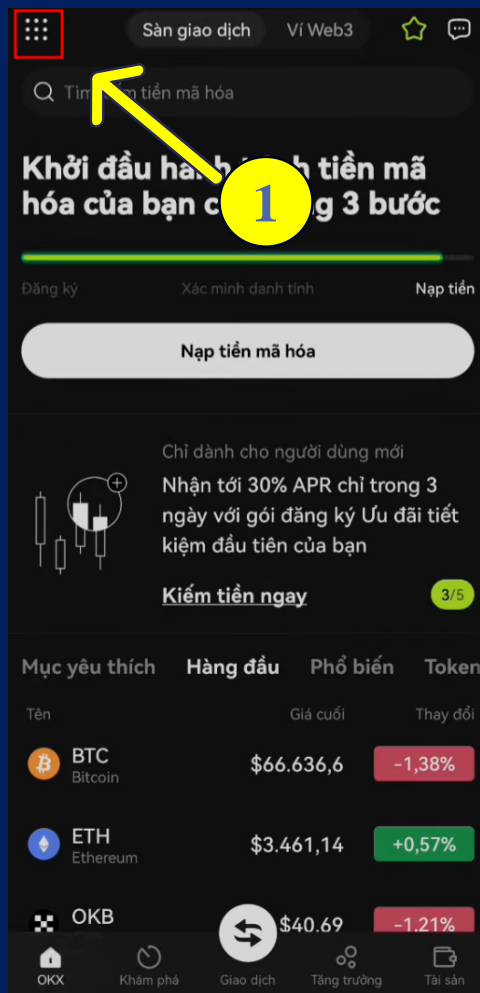 Sàn giao dịch Ví Web3
Tìm kiếm tiền mã hóa
Khởi đầu hành trình tiền mã
hóa của bạn c g 3 bước
1
Đăng ký Xác minh danh tính Nạp tiền
Nạp tiền mã hóa
Chỉ dành cho người dùng mới
Nhận tới 30% APR chỉ trong 3
ngày với gói đăng ký Ưu đãi tiết
kiệm đầu tiên của bạn
Kiếm tiền ngay 3/5
Mục yêu thích Hàng đầu Phổ biến Token
Tên Giá cuối Thay đổi
BTC $66.636,6 -1,38%
Bitcoin
ETH $3.461,14 +0,57%
Ethereum
OKB $40.69 -1.21%
OKX Khám phá Giao dịch Tăng trưởng Tài sản